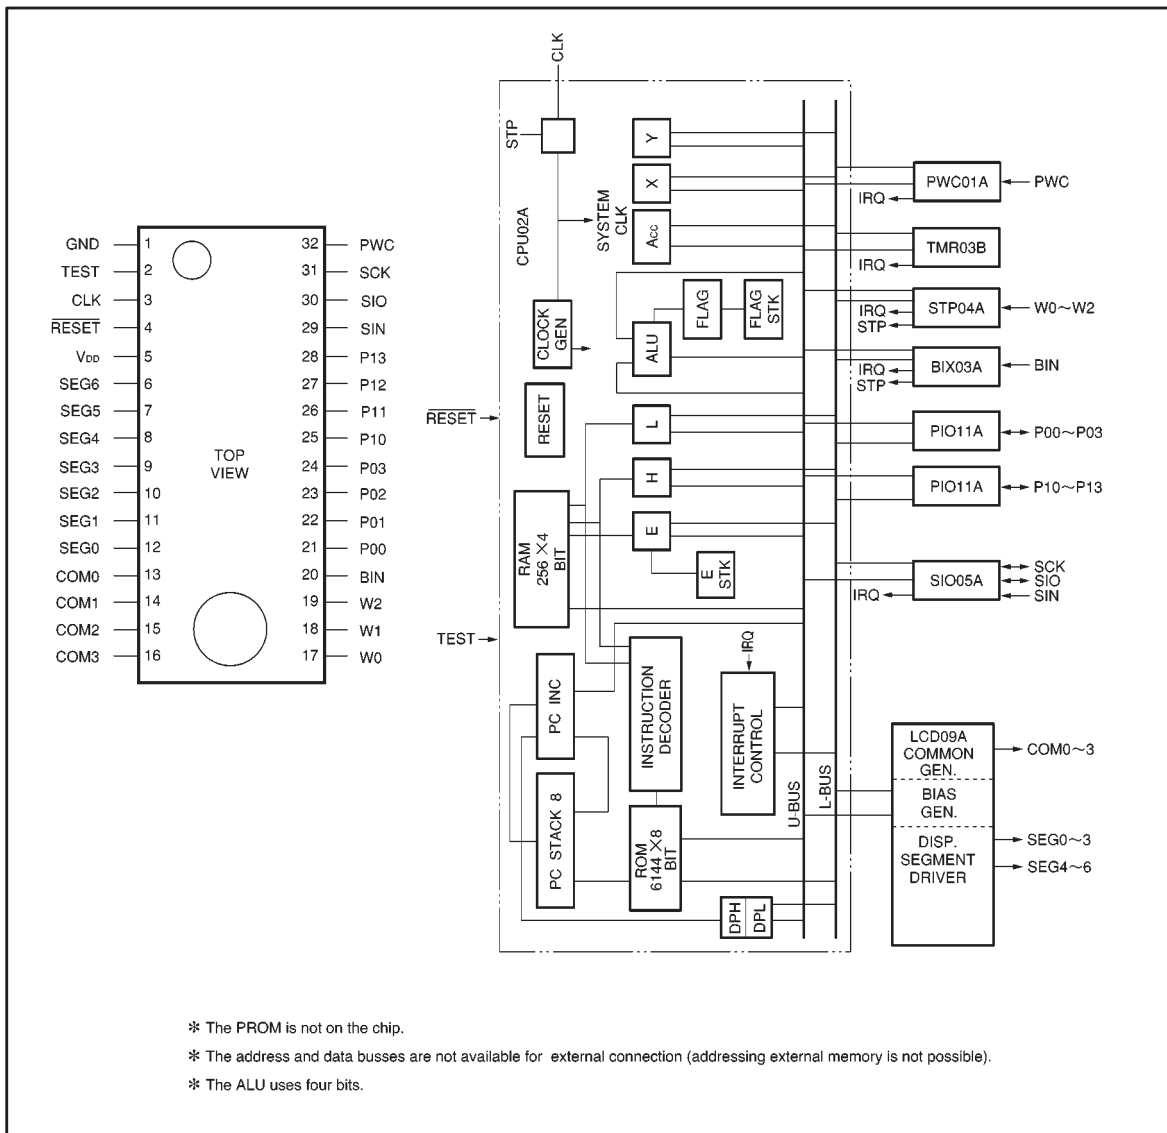 GND 1
TEST 2
CLK 3
RESET 4
VDD 5
SEG6 6
SEG5 7
SEG4 8
SEG3 9
SEG2 10
SEG1 11
SEG0 12
COM0 13
COM1 14
COM2 15
COM3 16
TOP
VIEW
32 PWC
31 SCK
30 SIO
29 SIN
28 P13
27 P12
26 P11
25 P10
24 P03
23 P02
22 P01
21 P00
20 BIN
19 W2
18 W1
17 W0
CLK
STP
CPU02A
SYSTEM
CLK
CLOCK
GEN
RESET
RESET
TEST
Y
X
Acc
ALU
FLAG
FLAG
STK
L
H
E
E
STK
RAM
256 ×4
BIT
PC INC
PC STACK 8
INSTRUCTION
DECODER
ROM
6144 ×8
BIT
IRQ
INTERRUPT
CONTROL
DPH
DPL
U-BUS
L-BUS
PWC01A
PWC
IRQ
TMR03B
IRQ
STP04A
W0~W2
IRQ
STP
BIX03A
BIN
IRQ
STP
PIO11A
P00~P03
PIO11A
P10~P13
SIO05A
SCK
SIO
SIN
IRQ
LCD09A
COMMON
GEN.
COM0~3
BIAS
GEN.
DISP.
SEGMENT
DRIVER
SEG0~3
SEG4~6
✻ The PROM is not on the chip.
✻ The address and data busses are not available for external connection (addressing external memory is not possible).
✻ The ALU uses four bits.